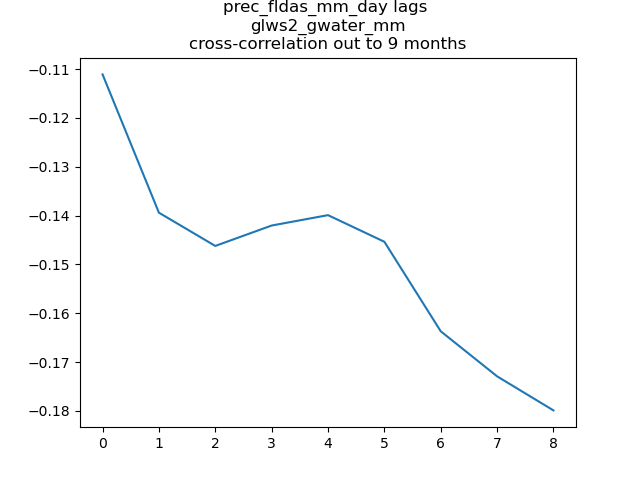 prec_fldas_mm_day lags
glws2_gwater_mm
cross-correlation out to 9 months
−0.11
−0.12
−0.13
−0.14
−0.15
−0.16
−0.17
−0.18
0 1 2 3 4 5 6 7 8